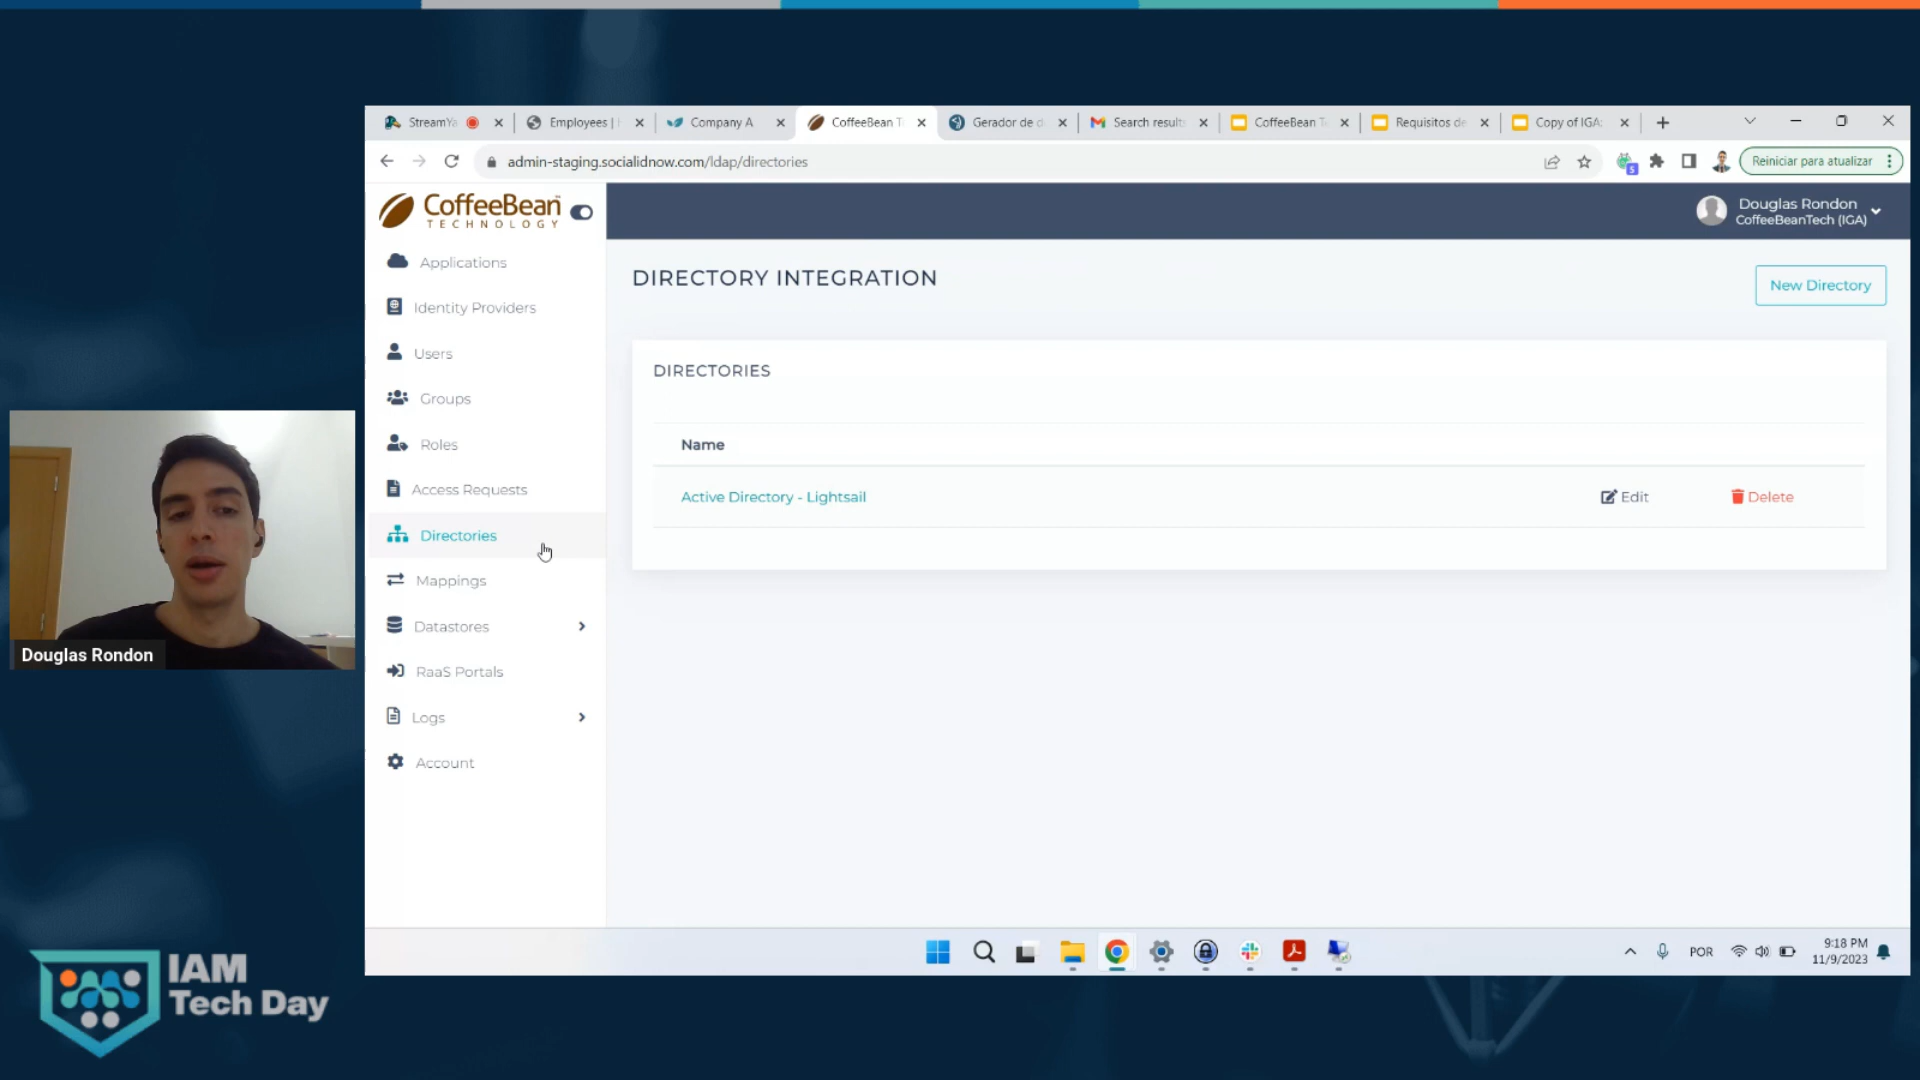 StreamYa
Employees |
Company A
CoffeeBean T
Gerador de d
Search results
CoffeeBean T
Requisitos de
Copy of IGA:
admin-staging.socialidnow.com/ldap/directories
Reiniciar para atualizar
CoffeeBean™
TECHNOLOGY
Douglas Rondon
CoffeeBeanTech (IGA)
Applications
Identity Providers
Users
Groups
Roles
Access Requests
Directories
Mappings
Datastores
RaaS Portals
Logs
Account
DIRECTORY INTEGRATION
New Directory
DIRECTORIES
Name
Active Directory - Lightsail
Edit
Delete
Douglas Rondon
IAM
Tech Day
POR
9:18 PM
11/9/2023